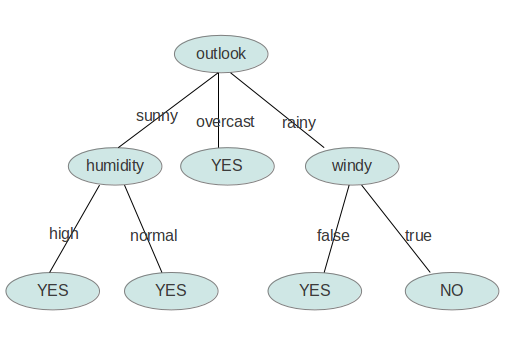 outlook
sunny
overcast
rainy
humidity
YES
windy
high
normal
false
true
YES
YES
YES
NO